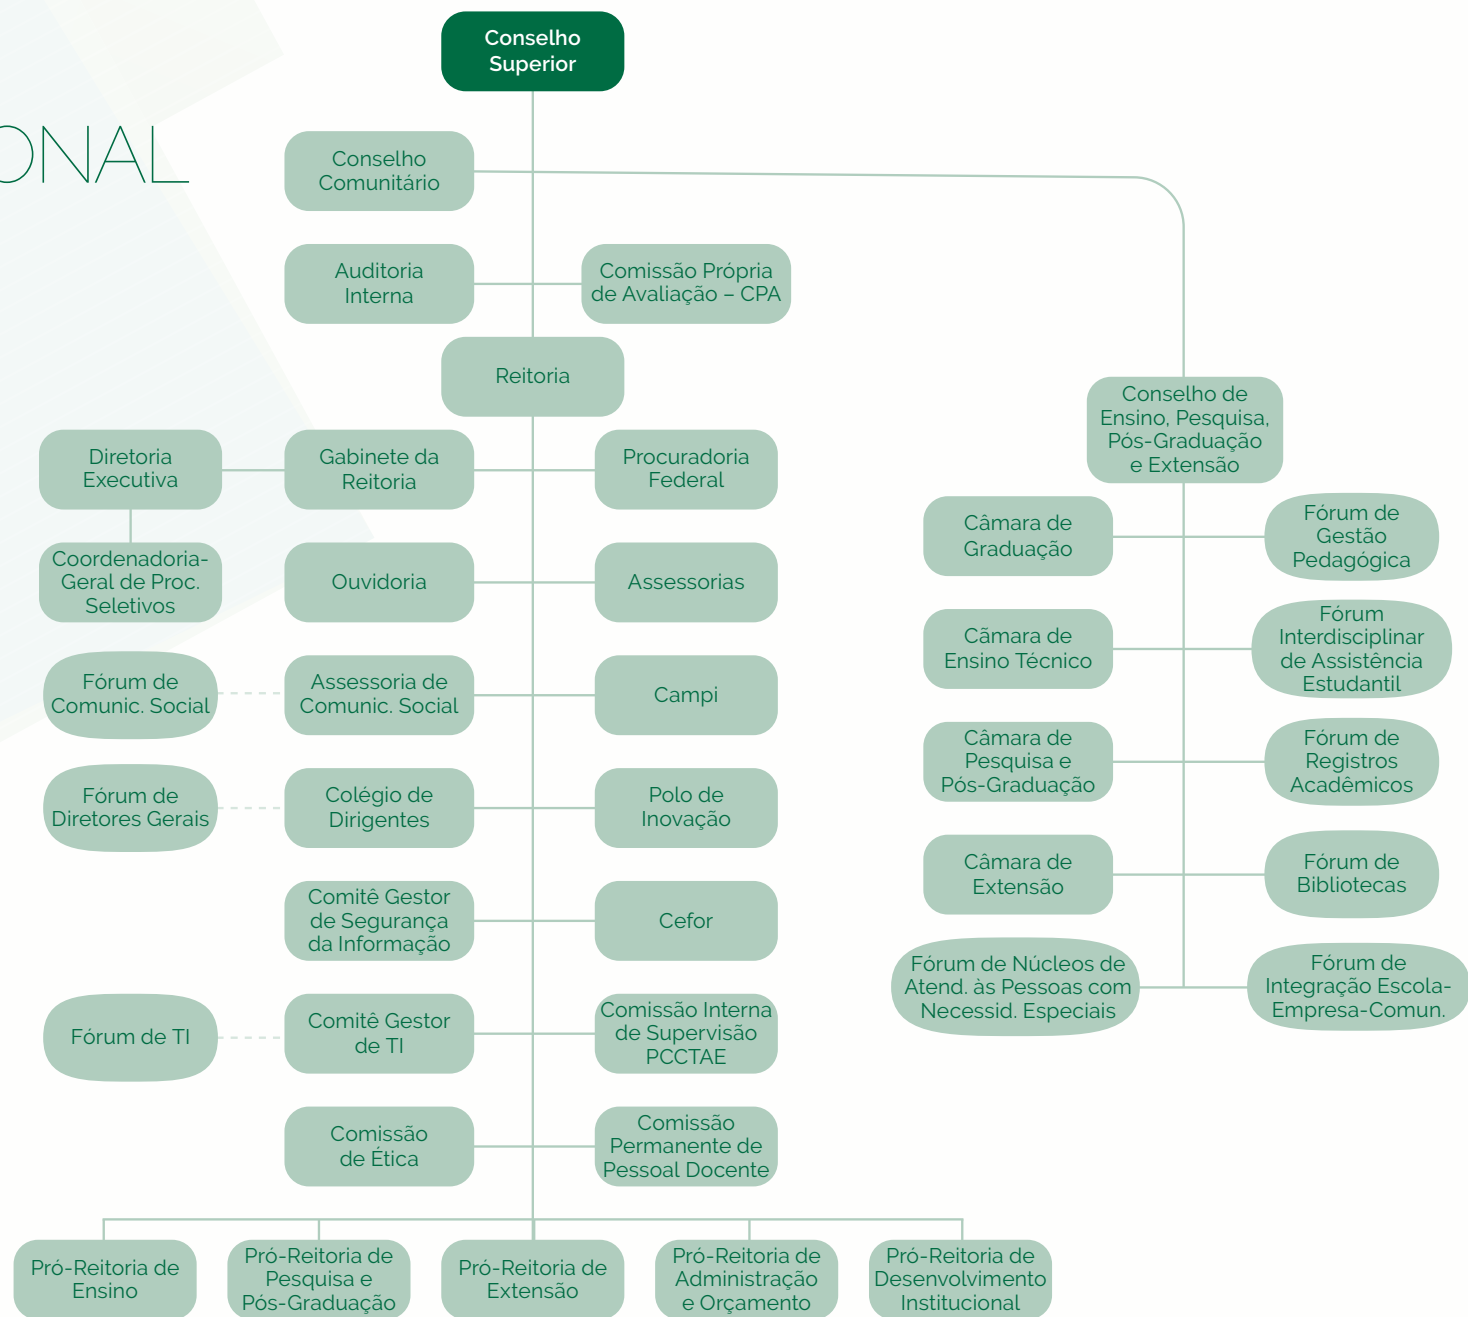 Conselho
Superior
ONAL
Conselho
Comunitário
Auditoria
Interna
Comissão Própria
de Avaliação – CPA
Reitoria
Diretoria
Executiva
Gabinete da
Reitoria
Procuradoria
Federal
Coordenadoria-
Geral de Proc.
Seletivos
Ouvidoria
Assessorias
Fórum de
Comunic. Social
Assessoria de
Comunic. Social
Campi
Fórum de
Diretores Gerais
Colégio de
Dirigentes
Polo de
Inovação
Comitê Gestor
de Segurança
da Informação
Cefor
Fórum de TI
Comitê Gestor
de TI
Comissão Interna
de Supervisão
PCCTAE
Comissão
de Ética
Comissão
Permanente de
Pessoal Docente
Pró-Reitoria de
Ensino
Pró-Reitoria de
Pesquisa e
Pós-Graduação
Pró-Reitoria de
Extensão
Pró-Reitoria de
Administração
e Orçamento
Pró-Reitoria de
Desenvolvimento
Institucional
Conselho de
Ensino, Pesquisa,
Pós-Graduação
e Extensão
Câmara de
Graduação
Fórum de
Gestão
Pedagógica
Cãmara de
Ensino Técnico
Fórum
Interdisciplinar
de Assistência
Estudantil
Câmara de
Pesquisa e
Pós-Graduação
Fórum de
Registros
Acadêmicos
Câmara de
Extensão
Fórum de
Bibliotecas
Fórum de Núcleos de
Atend. às Pessoas com
Necessid. Especiais
Fórum de
Integração Escola-
Empresa-Comun.